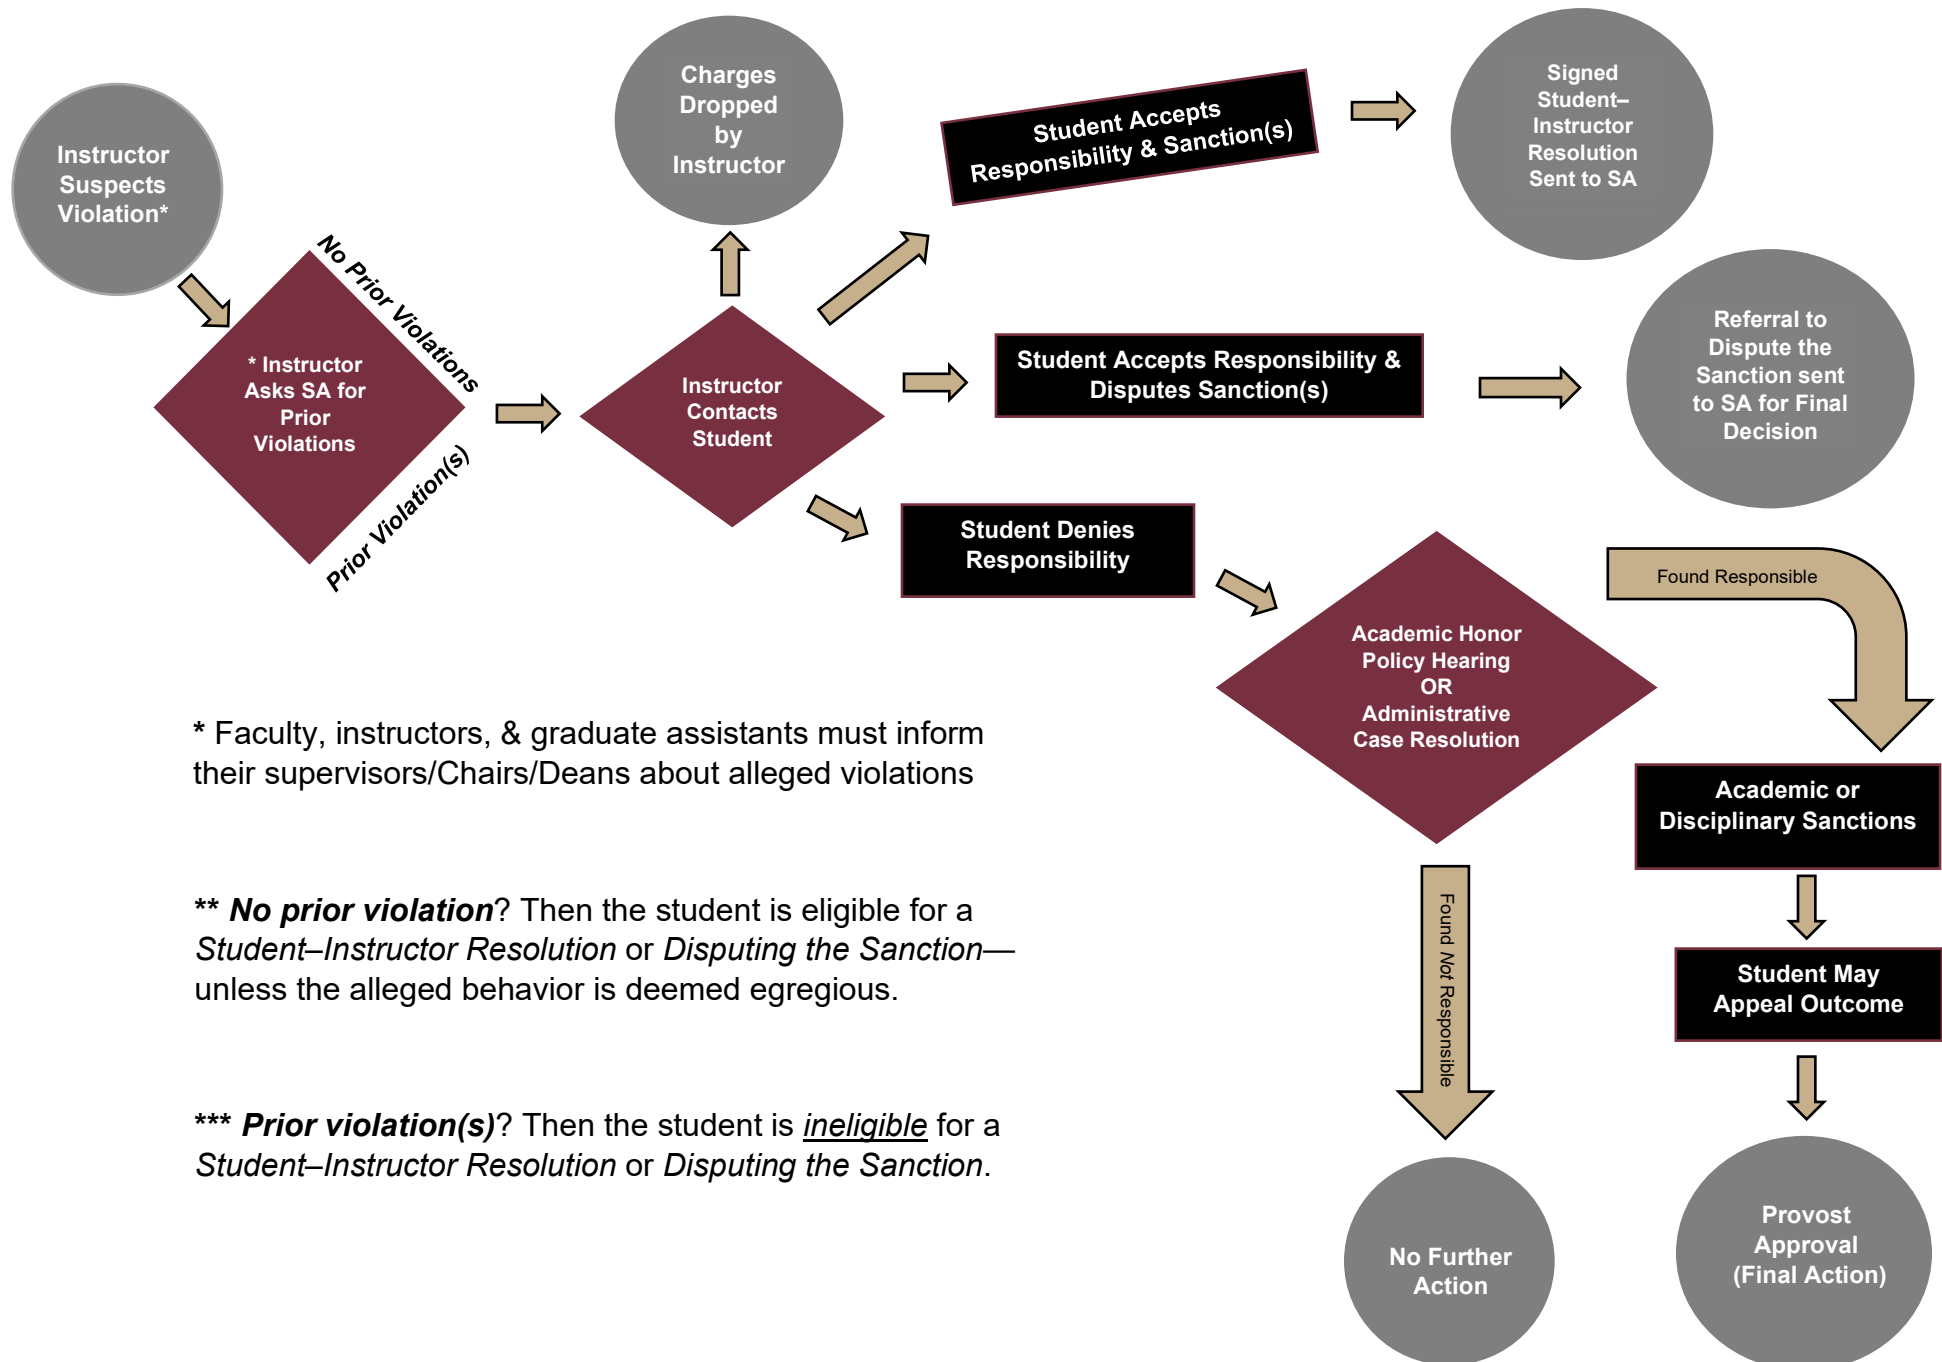 Instructor
Suspects
Violation*
* Instructor
Asks SA for
Prior
Violations
No Prior Violations
Prior Violation(s)
Instructor
Contacts
Student
Charges
Dropped
by
Instructor
Student Accepts
Responsibility & Sanction(s)
Signed
Student–
Instructor
Resolution
Sent to SA
Student Accepts Responsibility &
Disputes Sanction(s)
Referral to
Dispute the
Sanction sent
to SA for Final
Decision
Student Denies
Responsibility
Academic Honor
Policy Hearing
OR
Administrative
Case Resolution
Found Responsible
Academic or
Disciplinary Sanctions
Student May
Appeal Outcome
Provost
Approval
(Final Action)
Found Not Responsible
No Further
Action
* Faculty, instructors, & graduate assistants must inform
their supervisors/Chairs/Deans about alleged violations
** No prior violation? Then the student is eligible for a
Student–Instructor Resolution or Disputing the Sanction—
unless the alleged behavior is deemed egregious.
*** Prior violation(s)? Then the student is ineligible for a
Student–Instructor Resolution or Disputing the Sanction.